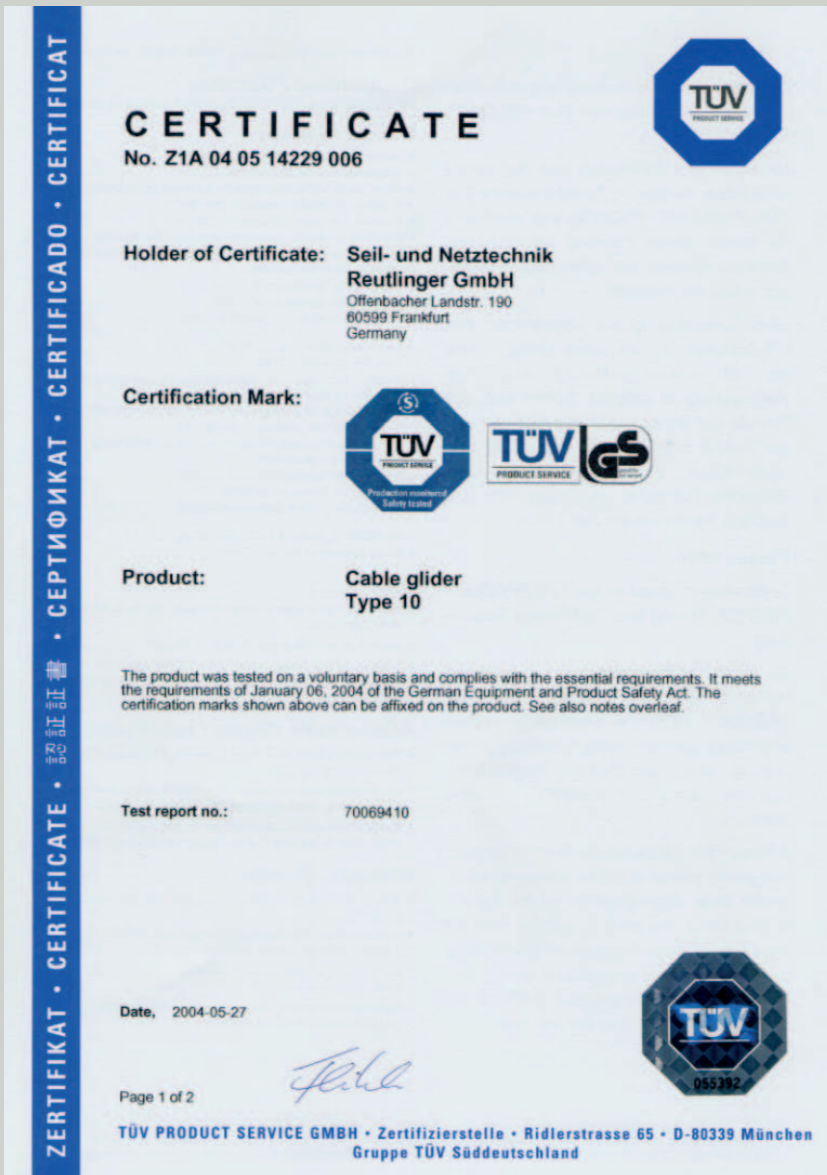 ZERTIFIKAT • CERTIFICATE • 認証証書 • СЕРТИФИКАТ • CERTIFICADO • CERTIFICAT
TÜV
PRODUCT SERVICE
CERTIFICATE
No. Z1A 04 05 14229 006
Holder of Certificate: Seil- und Netztechnik
Reutlinger GmbH
Offenbacher Landstr. 190
60599 Frankfurt
Germany
Certification Mark:
S
TÜV
PRODUCT SERVICE
Production monitored
Safety tested
TÜV
PRODUCT SERVICE
GS
Product: Cable glider
Type 10
The product was tested on a voluntary basis and complies with the essential requirements. It meets
the requirements of January 06, 2004 of the German Equipment and Product Safety Act. The
certification marks shown above can be affixed on the product. See also notes overleaf.
Test report no.: 70069410
Date, 2004-05-27
TÜV
055392
Page 1 of 2
TÜV PRODUCT SERVICE GMBH • Zertifizierstelle • Ridlerstrasse 65 • D-80339 München
Gruppe TÜV Süddeutschland